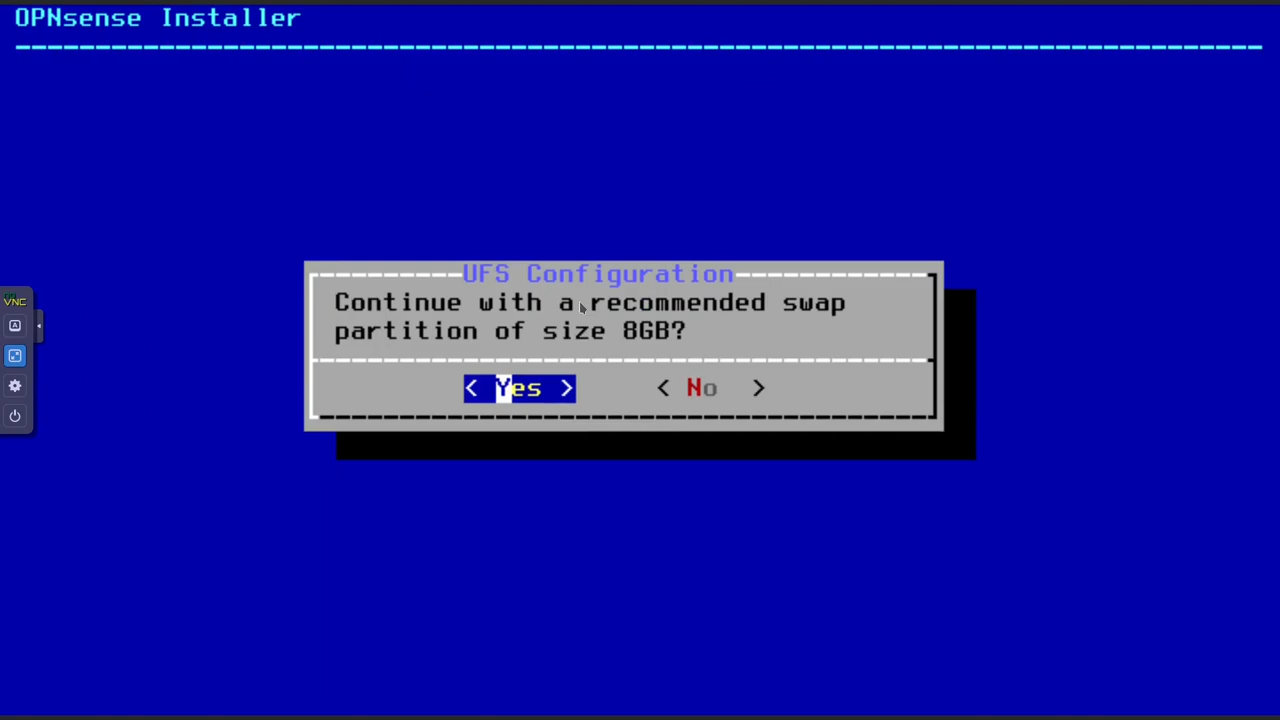 OPNsense Installer
UFS Configuration
Continue with a recommended swap
partition of size 8GB?
< Yes >
< No >
VNC
A